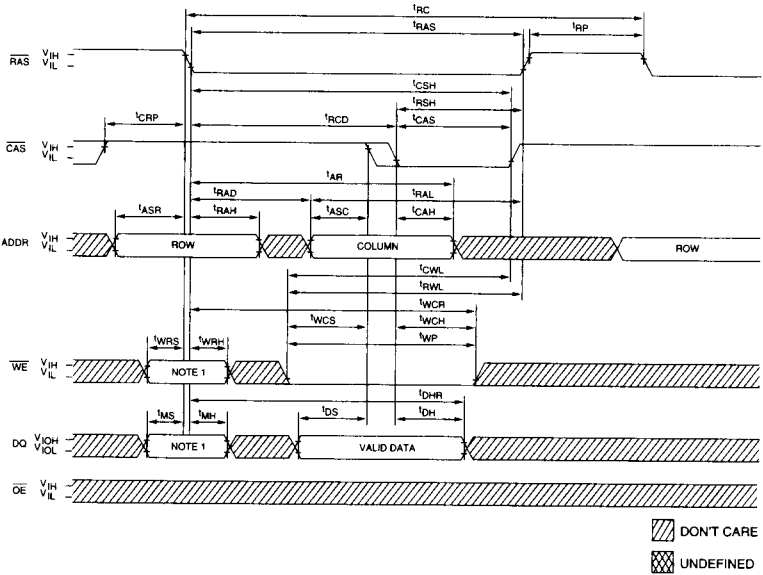 tRC
tRAS
tRP
RAS VIH
VIL
tCSH
tRSH
tCRP tRCD tCAS
CAS VIH
VIL
tAR
tRAD tRAL
tASR tRAH tASC tCAH
ADDR VIH
VIL
ROW COLUMN ROW
tCWL
tRWL
tWCR
tWCS tWCH
tWP
tWRS tWRH
WE VIH
VIL
NOTE 1
tDHR
tMS tMH tDS tDH
DQ VIOH
VIOL
NOTE 1 VALID DATA
OE VIH
VIL
DON'T CARE
UNDEFINED